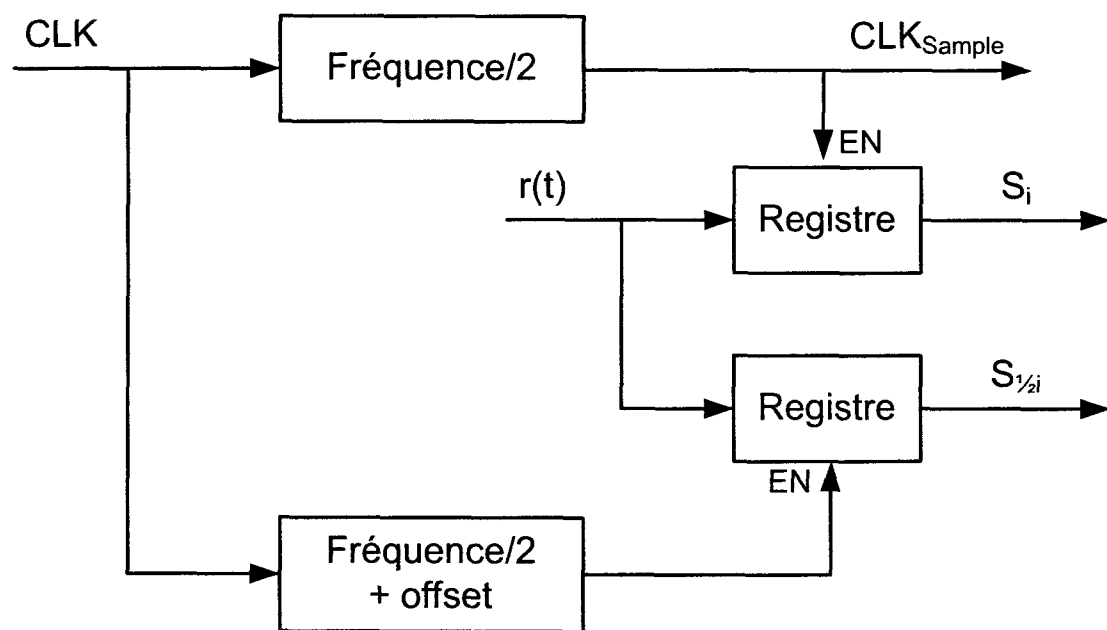 CLK
Fréquence/2
CLKSample
EN
r(t)
Registre
Si
Registre
S½i
EN
Fréquence/2
+ offset